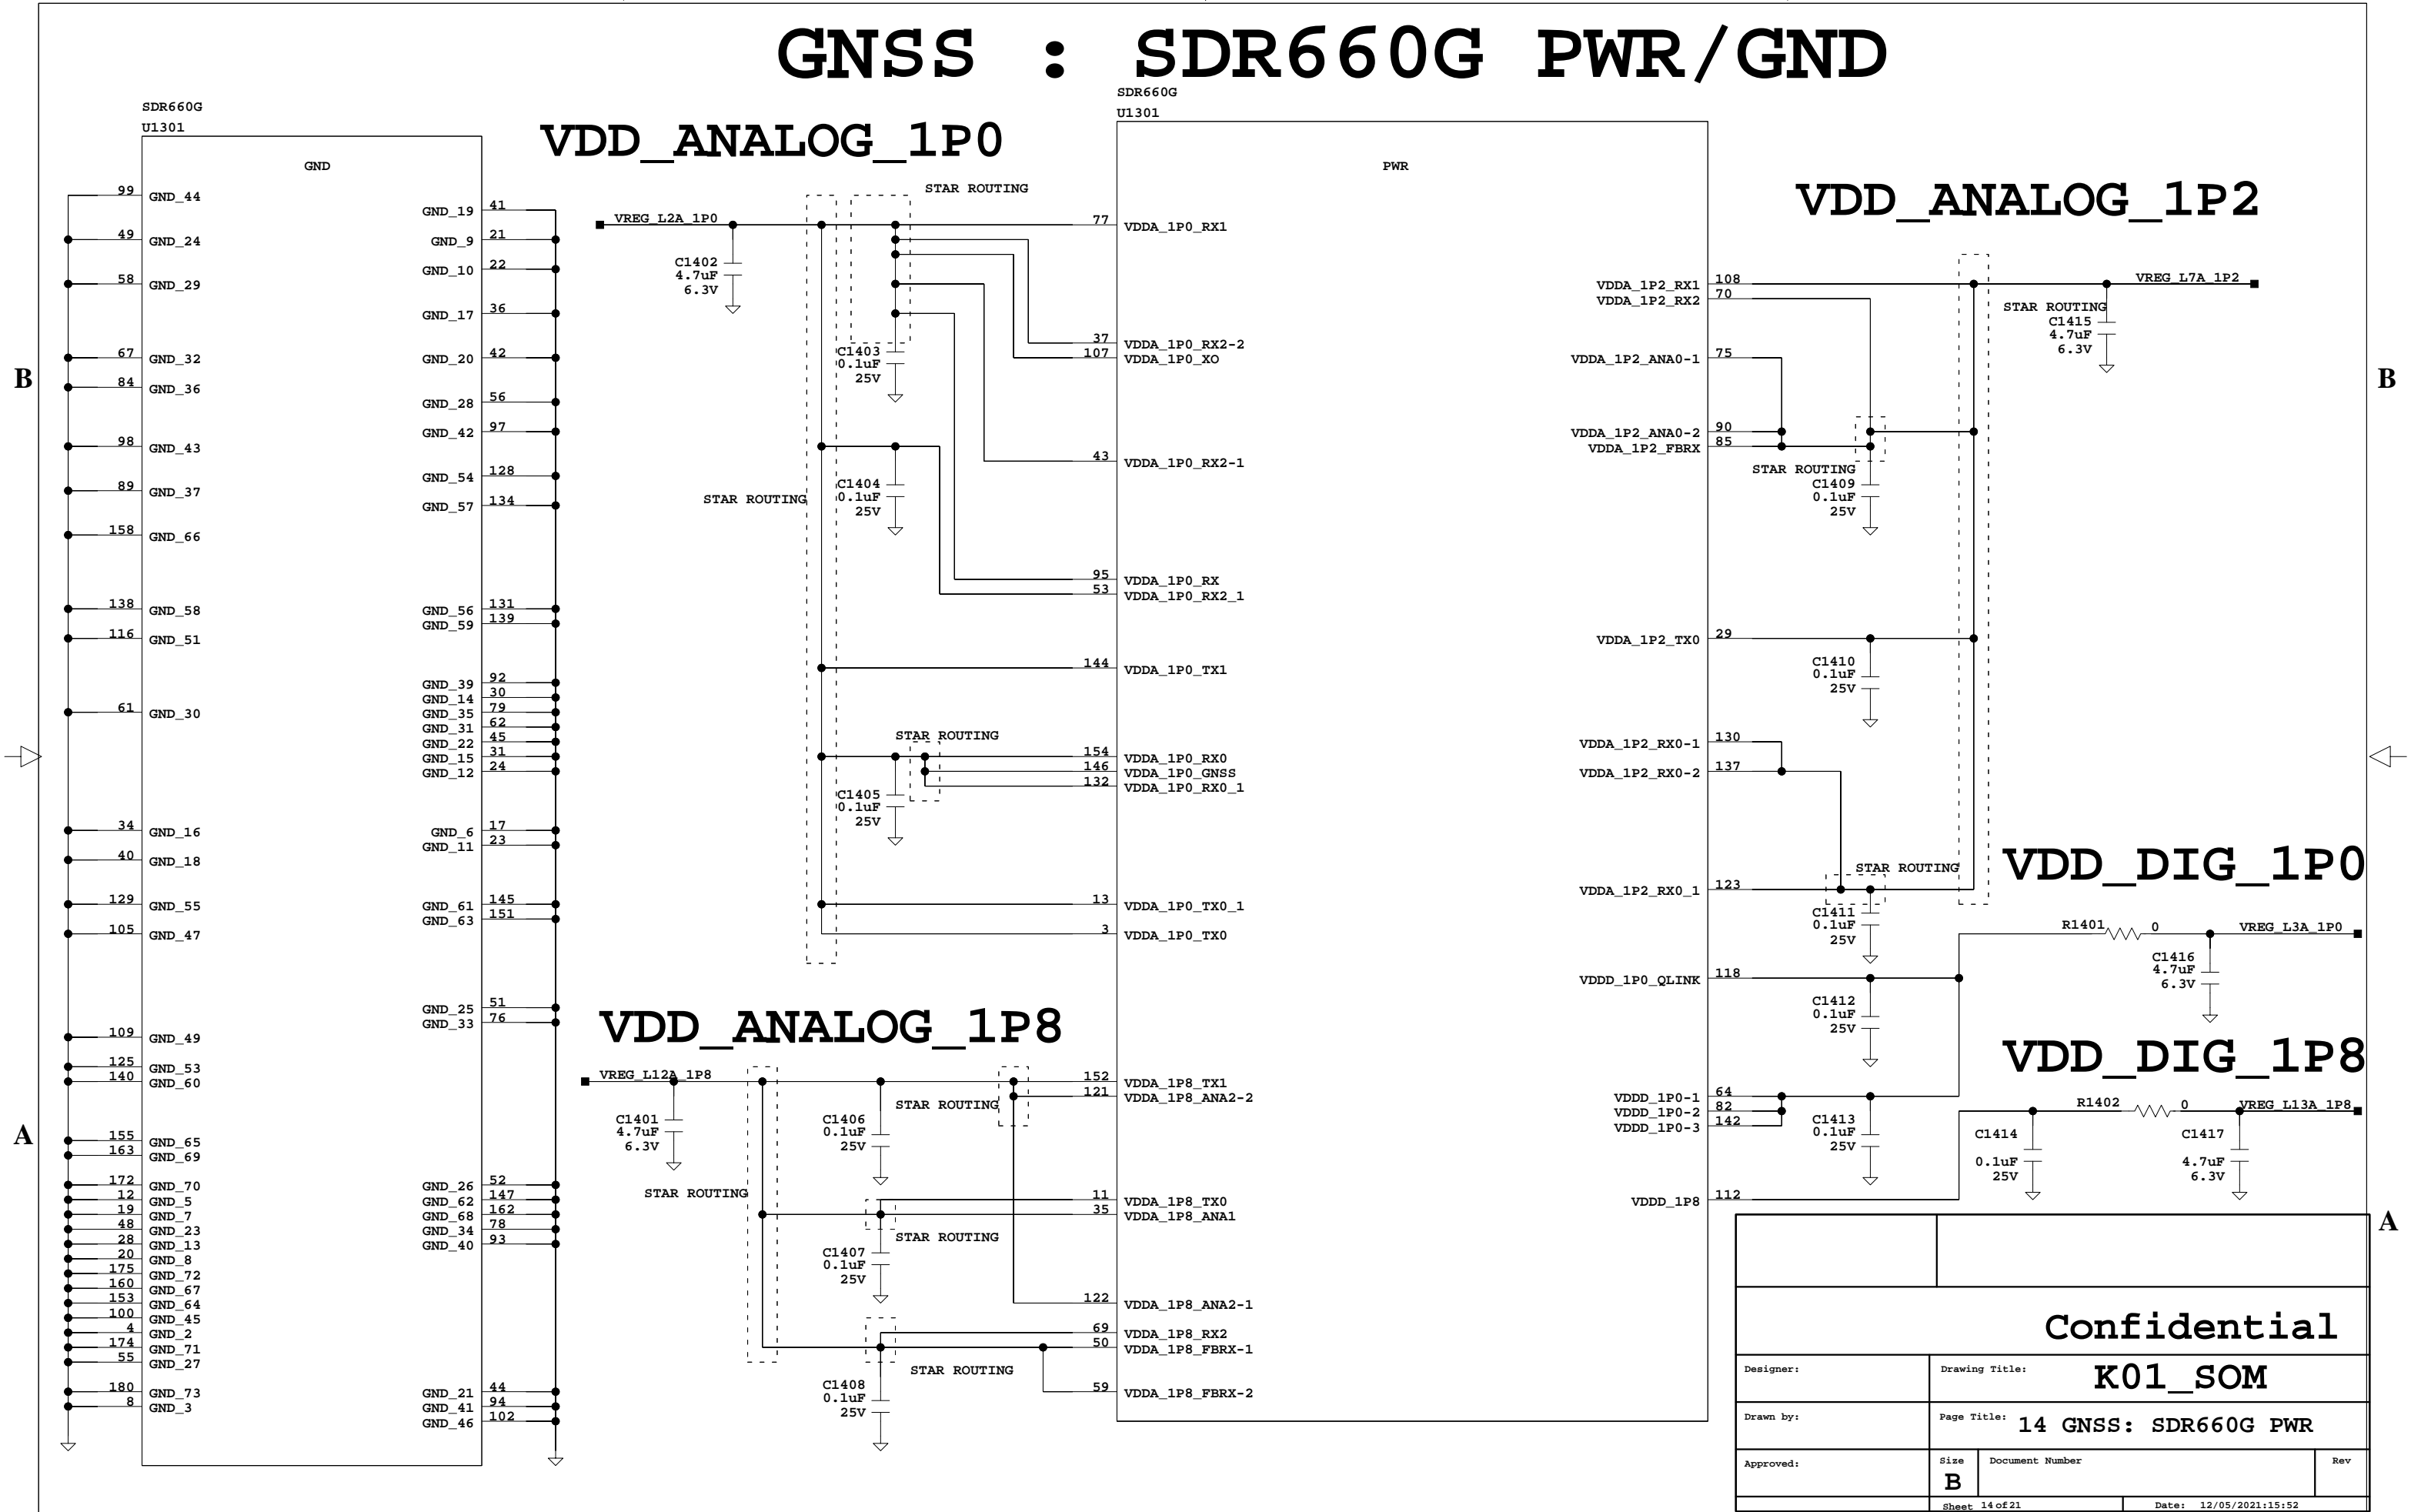 GNSS : SDR660G PWR/GND
SDR660G
U1301
GND
99 GND_44
49 GND_24
58 GND_29
67 GND_32
84 GND_36
98 GND_43
89 GND_37
158 GND_66
138 GND_58
116 GND_51
61 GND_30
34 GND_16
40 GND_18
129 GND_55
105 GND_47
109 GND_49
125 GND_53
140 GND_60
155 GND_65
163 GND_69
172 GND_70
12 GND_5
19 GND_7
48 GND_23
28 GND_13
20 GND_8
175 GND_72
160 GND_67
153 GND_64
100 GND_45
4 GND_2
174 GND_71
55 GND_27
180 GND_73
8 GND_3
GND_19 41
GND_9 21
GND_10 22
GND_17 36
GND_20 42
GND_28 56
GND_42 97
GND_54 128
GND_57 134
GND_56 131
GND_59 139
GND_39 92
GND_14 30
GND_35 79
GND_31 62
GND_22 45
GND_15 31
GND_12 24
GND_6 17
GND_11 23
GND_61 145
GND_63 151
GND_25 51
GND_33 76
GND_26 52
GND_62 147
GND_68 162
GND_34 78
GND_40 93
GND_21 44
GND_41 94
GND_46 102
VDD_ANALOG_1P0
STAR ROUTING
VREG_L2A_1P0
C1402
4.7uF
6.3V
C1403
0.1uF
25V
C1404
0.1uF
25V
STAR ROUTING
STAR ROUTING
C1405
0.1uF
25V
VDD_ANALOG_1P8
VREG_L12A_1P8
C1401
4.7uF
6.3V
C1406
0.1uF
25V
STAR ROUTING
STAR ROUTING
STAR ROUTING
C1407
0.1uF
25V
STAR ROUTING
C1408
0.1uF
25V
SDR660G
U1301
PWR
77 VDDA_1P0_RX1
37 VDDA_1P0_RX2-2
107 VDDA_1P0_XO
43 VDDA_1P0_RX2-1
95 VDDA_1P0_RX
53 VDDA_1P0_RX2_1
144 VDDA_1P0_TX1
154 VDDA_1P0_RX0
146 VDDA_1P0_GNSS
132 VDDA_1P0_RX0_1
13 VDDA_1P0_TX0_1
3 VDDA_1P0_TX0
152 VDDA_1P8_TX1
121 VDDA_1P8_ANA2-2
11 VDDA_1P8_TX0
35 VDDA_1P8_ANA1
122 VDDA_1P8_ANA2-1
69 VDDA_1P8_RX2
50 VDDA_1P8_FBRX-1
59 VDDA_1P8_FBRX-2
VDDA_1P2_RX1 108
VDDA_1P2_RX2 70
VDDA_1P2_ANA0-1 75
VDDA_1P2_ANA0-2 90
VDDA_1P2_FBRX 85
VDDA_1P2_TX0 29
VDDA_1P2_RX0-1 130
VDDA_1P2_RX0-2 137
VDDA_1P2_RX0_1 123
VDDD_1P0_QLINK 118
VDDD_1P0-1 64
VDDD_1P0-2 82
VDDD_1P0-3 142
VDDD_1P8 112
VDD_ANALOG_1P2
VREG_L7A_1P2
STAR ROUTING
C1415
4.7uF
6.3V
STAR ROUTING
C1409
0.1uF
25V
C1410
0.1uF
25V
STAR ROUTING
C1411
0.1uF
25V
VDD_DIG_1P0
R1401 0 VREG_L3A_1P0
C1416
4.7uF
6.3V
C1412
0.1uF
25V
VDD_DIG_1P8
R1402 0 VREG_L13A_1P8
C1413
0.1uF
25V
C1414
0.1uF
25V
C1417
4.7uF
6.3V
B
B
A
A
Confidential
Designer:
Drawing Title: K01_SOM
Drawn by:
Page Title: 14 GNSS: SDR660G PWR
Approved:
Size
B
Document Number
Rev
Sheet 14 of 21
Date: 12/05/2021:15:52